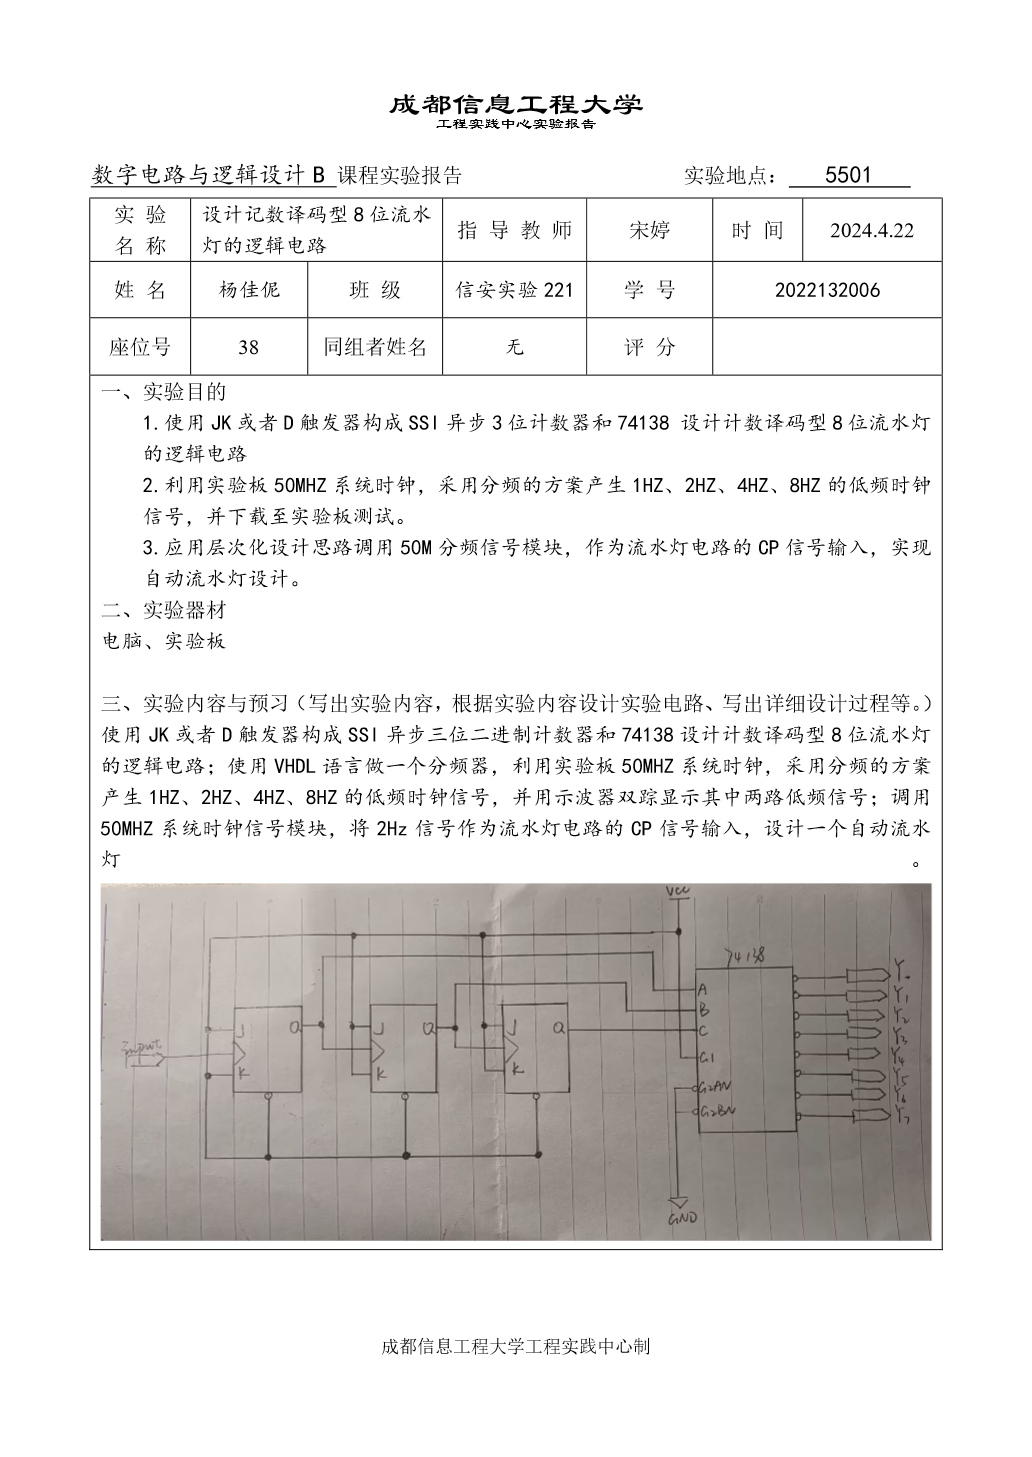 成都信息工程大学
工程实践中心实验报告
数字电路与逻辑设计 B 课程实验报告 实验地点： 5501
实 验 名 称 设计记数译码型 8 位流水灯的逻辑电路 指 导 教 师 宋婷 时 间 2024.4.22
姓 名 杨佳伲 班 级 信安实验 221 学 号 2022132006
座位号 38 同组者姓名 无 评 分
一、实验目的
1.使用 JK 或者 D 触发器构成 SSI 异步 3 位计数器和 74138 设计计数译码型 8 位流水灯
的逻辑电路
2.利用实验板 50MHZ 系统时钟，采用分频的方案产生 1HZ、2HZ、4HZ、8HZ 的低频时钟
信号，并下载至实验板测试。
3.应用层次化设计思路调用 50M 分频信号模块，作为流水灯电路的 CP 信号输入，实现
自动流水灯设计。
二、实验器材
电脑、实验板
三、实验内容与预习（写出实验内容，根据实验内容设计实验电路、写出详细设计过程等。）
使用 JK 或者 D 触发器构成 SSI 异步三位二进制计数器和 74138 设计计数译码型 8 位流水灯
的逻辑电路；使用 VHDL 语言做一个分频器，利用实验板 50MHZ 系统时钟，采用分频的方案
产生 1HZ、2HZ、4HZ、8HZ 的低频时钟信号，并用示波器双踪显示其中两路低频信号；调用
50MHZ 系统时钟信号模块，将 2Hz 信号作为流水灯电路的 CP 信号输入，设计一个自动流水
灯 。
Vcc
74138
input
J Q
K
J Q
K
J Q
K
A
B
C
G1
G2AN
G2BN
Y0
Y1
Y2
Y3
Y4
Y5
Y6
Y7
GND
成都信息工程大学工程实践中心制